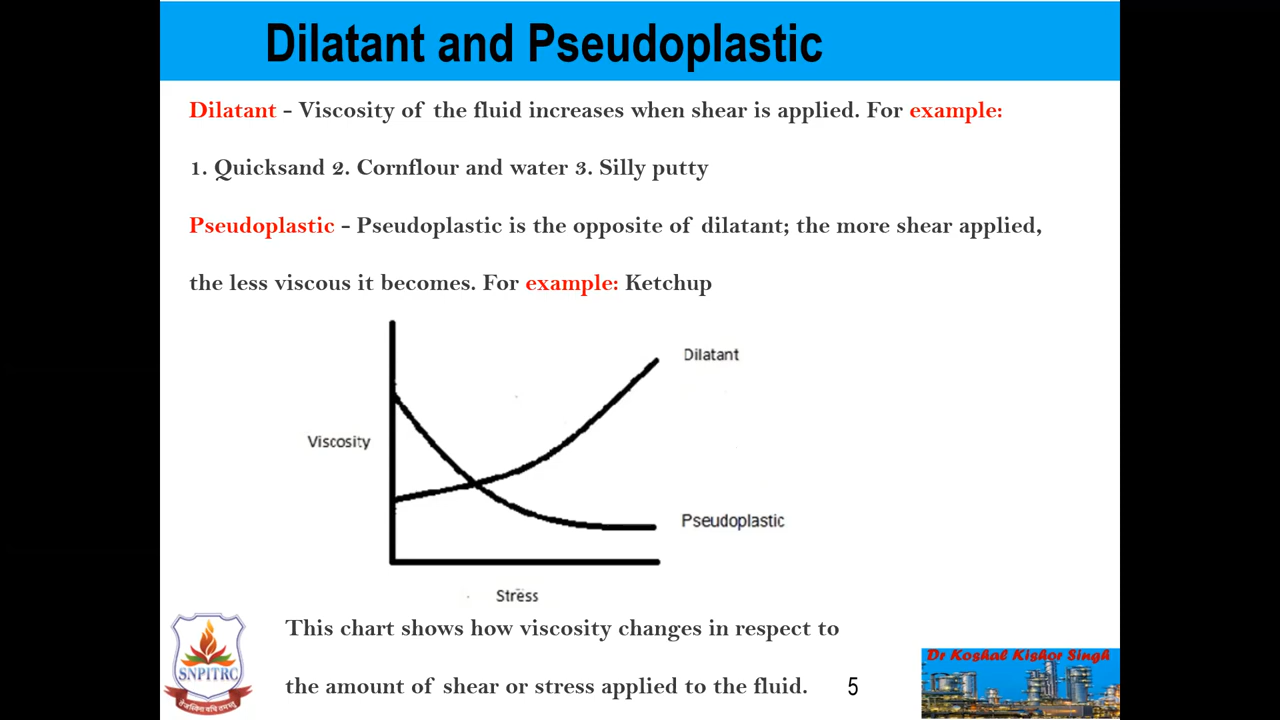 Dilatant and Pseudoplastic
Dilatant - Viscosity of the fluid increases when shear is applied. For example:
1. Quicksand 2. Cornflour and water 3. Silly putty
Pseudoplastic - Pseudoplastic is the opposite of dilatant; the more shear applied,
the less viscous it becomes. For example: Ketchup
Dilatant
Viscosity
Pseudoplastic
Stress
This chart shows how viscosity changes in respect to
the amount of shear or stress applied to the fluid.
5
SNPITRC
Dr Koshal Kishor Singh